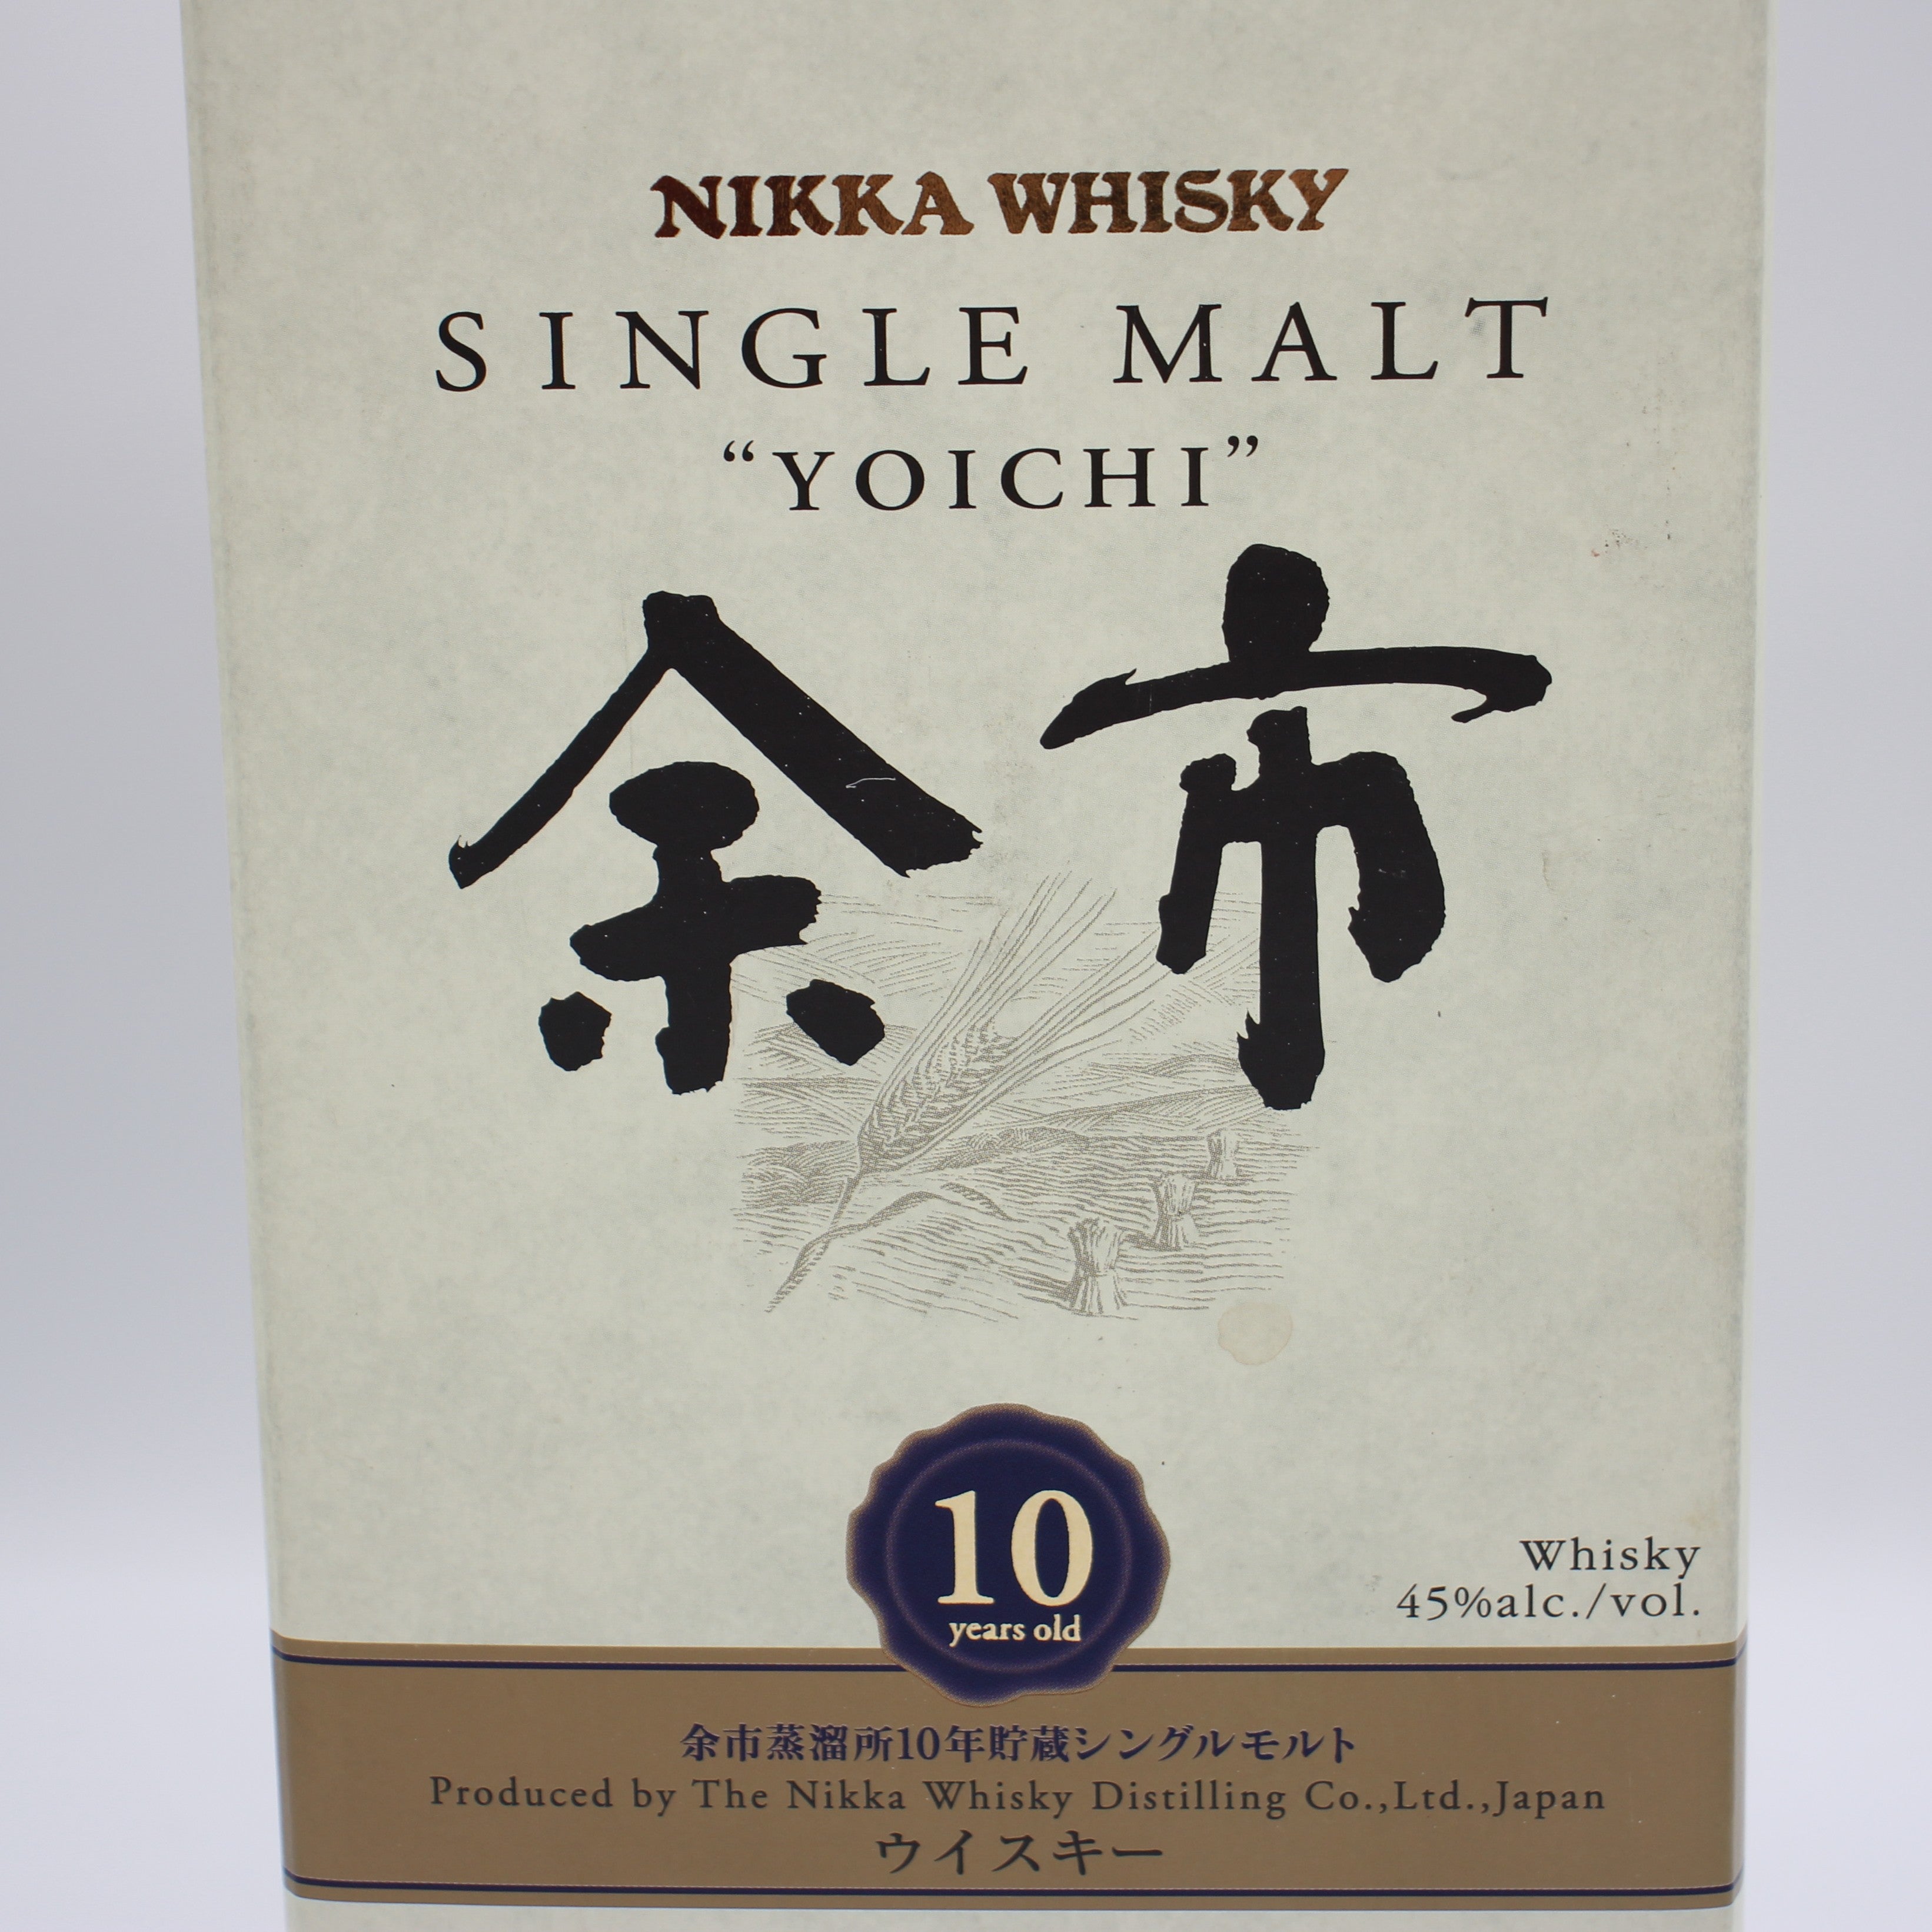 NIKKA WHISKY
SINGLE MALT
“YOICHI”
余市
10
years old
Whisky
45%alc./vol.
余市蒸溜所10年貯蔵シングルモルト
Produced by The Nikka Whisky Distilling Co.,Ltd.,Japan
ウイスキー